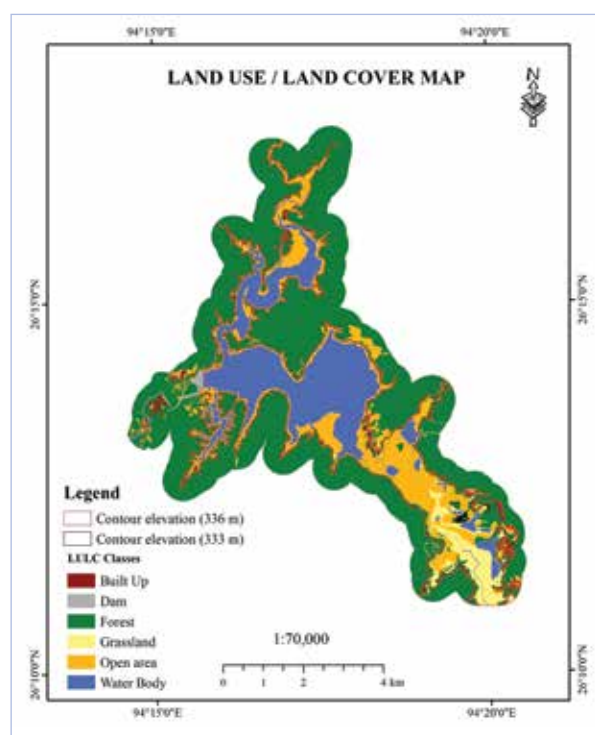 94°15'0"E 94°20'0"E
LAND USE / LAND COVER MAP
N
26°15'0"N 26°15'0"N
Legend
Contour elevation (336 m)
Contour elevation (333 m)
LULC Classes
Built Up
Dam
Forest
Grassland
Open area
Water Body
1:70,000
0 1 2 4 km
26°10'0"N 26°10'0"N
94°15'0"E 94°20'0"E